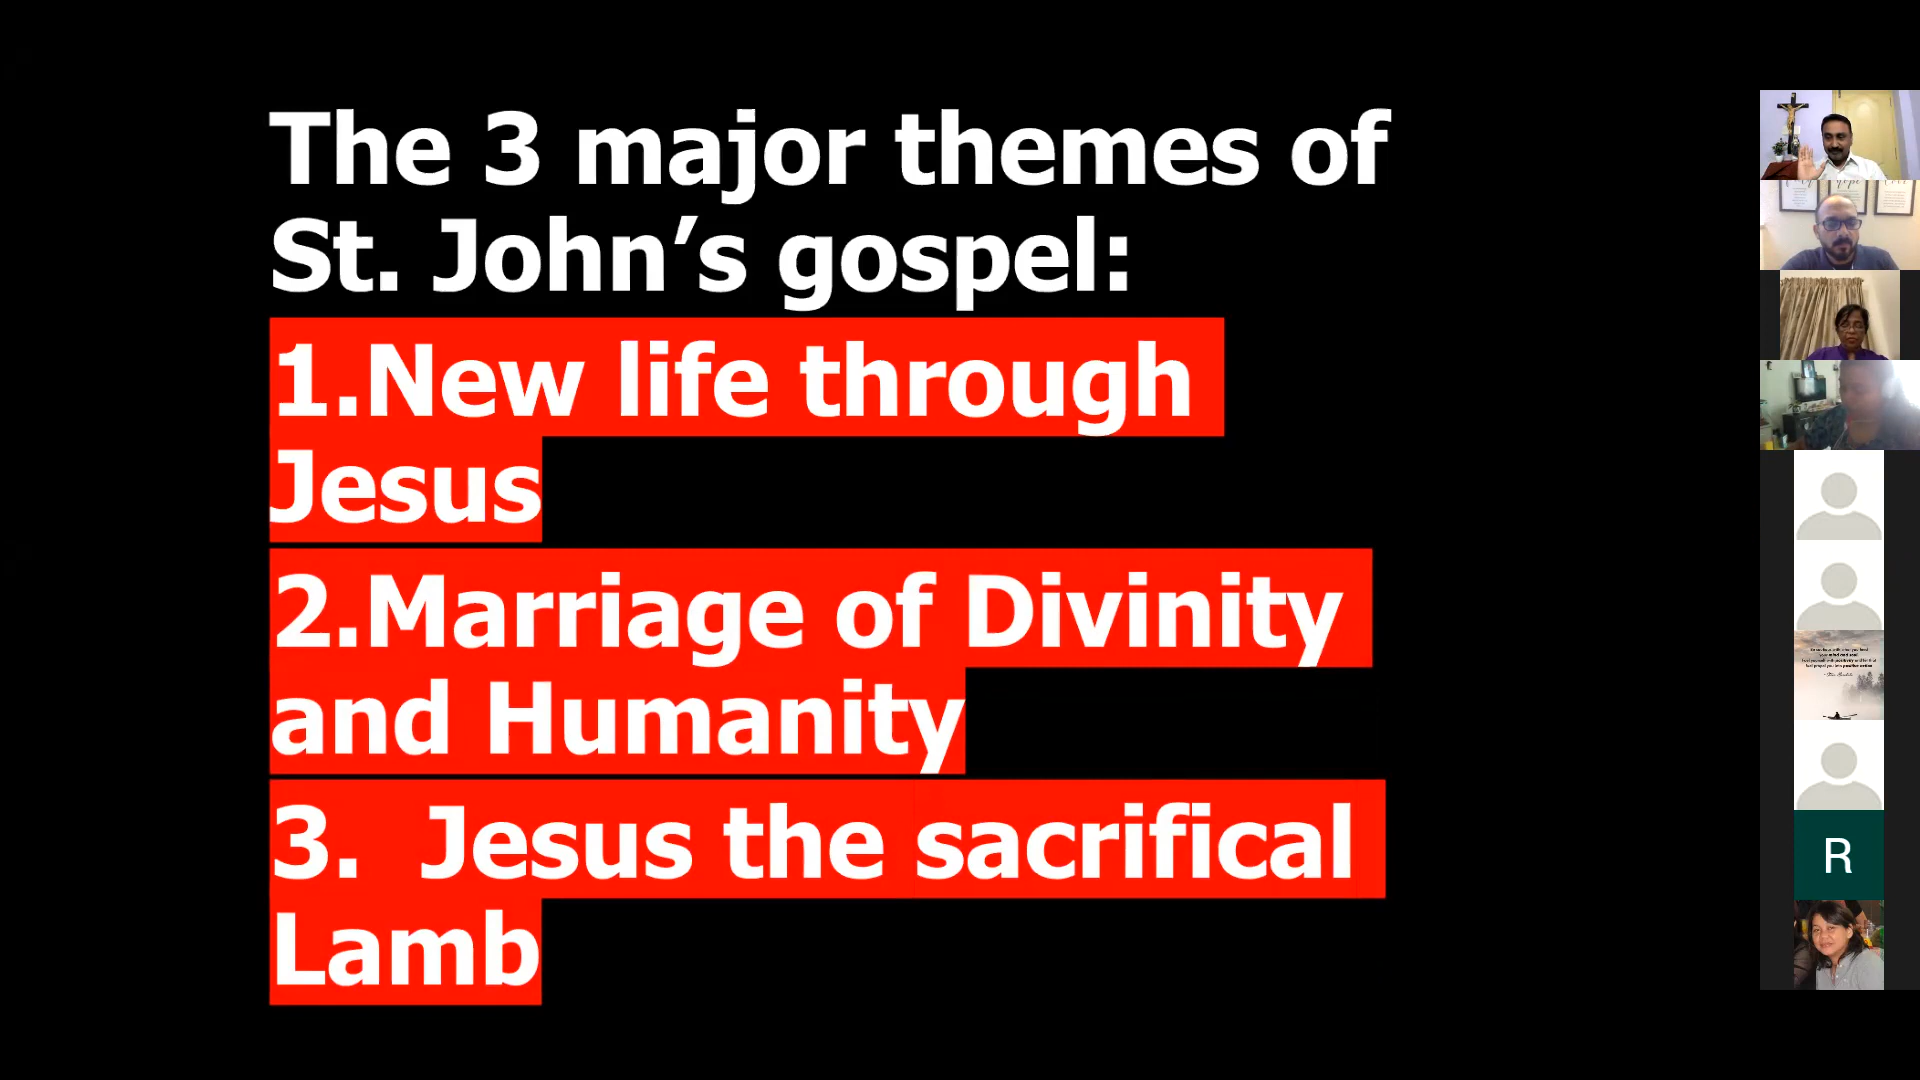 The 3 major themes of
St. John’s gospel:
1.New life through
Jesus
2.Marriage of Divinity
and Humanity
3. Jesus the sacrifical
Lamb
R